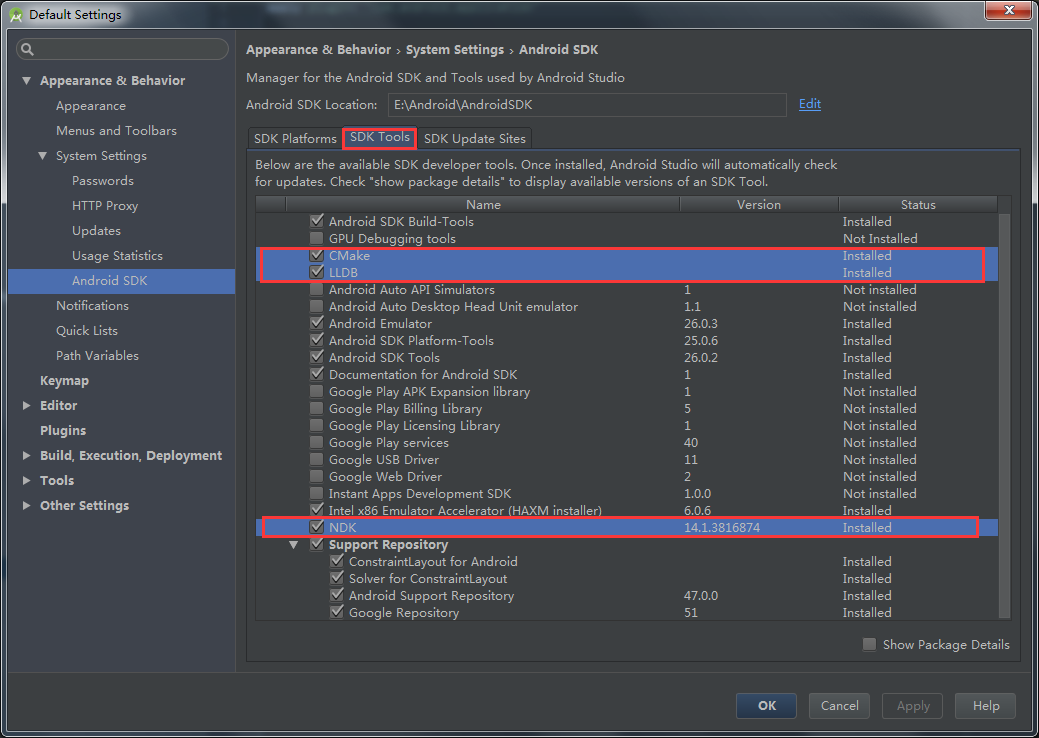 Default Settings
Appearance & Behavior
Appearance
Menus and Toolbars
System Settings
Passwords
HTTP Proxy
Updates
Usage Statistics
Android SDK
Notifications
Quick Lists
Path Variables
Keymap
Editor
Plugins
Build, Execution, Deployment
Tools
Other Settings
Appearance & Behavior › System Settings › Android SDK
Manager for the Android SDK and Tools used by Android Studio
Android SDK Location: E:\Android\AndroidSDK Edit
SDK Platforms SDK Tools SDK Update Sites
Below are the available SDK developer tools. Once installed, Android Studio will automatically check
for updates. Check "show package details" to display available versions of an SDK Tool.
Name Version Status
Android SDK Build-Tools Installed
GPU Debugging tools Not Installed
CMake Installed
LLDB Installed
Android Auto API Simulators 1 Not installed
Android Auto Desktop Head Unit emulator 1.1 Not installed
Android Emulator 26.0.3 Installed
Android SDK Platform-Tools 25.0.6 Installed
Android SDK Tools 26.0.2 Installed
Documentation for Android SDK 1 Installed
Google Play APK Expansion library 1 Not installed
Google Play Billing Library 5 Not installed
Google Play Licensing Library 1 Not installed
Google Play services 40 Not installed
Google USB Driver 11 Not installed
Google Web Driver 2 Not installed
Instant Apps Development SDK 1.0.0 Not installed
Intel x86 Emulator Accelerator (HAXM installer) 6.0.6 Installed
NDK 14.1.3816874 Installed
Support Repository
ConstraintLayout for Android Installed
Solver for ConstraintLayout Installed
Android Support Repository 47.0.0 Installed
Google Repository 51 Installed
Show Package Details
OK Cancel Apply Help